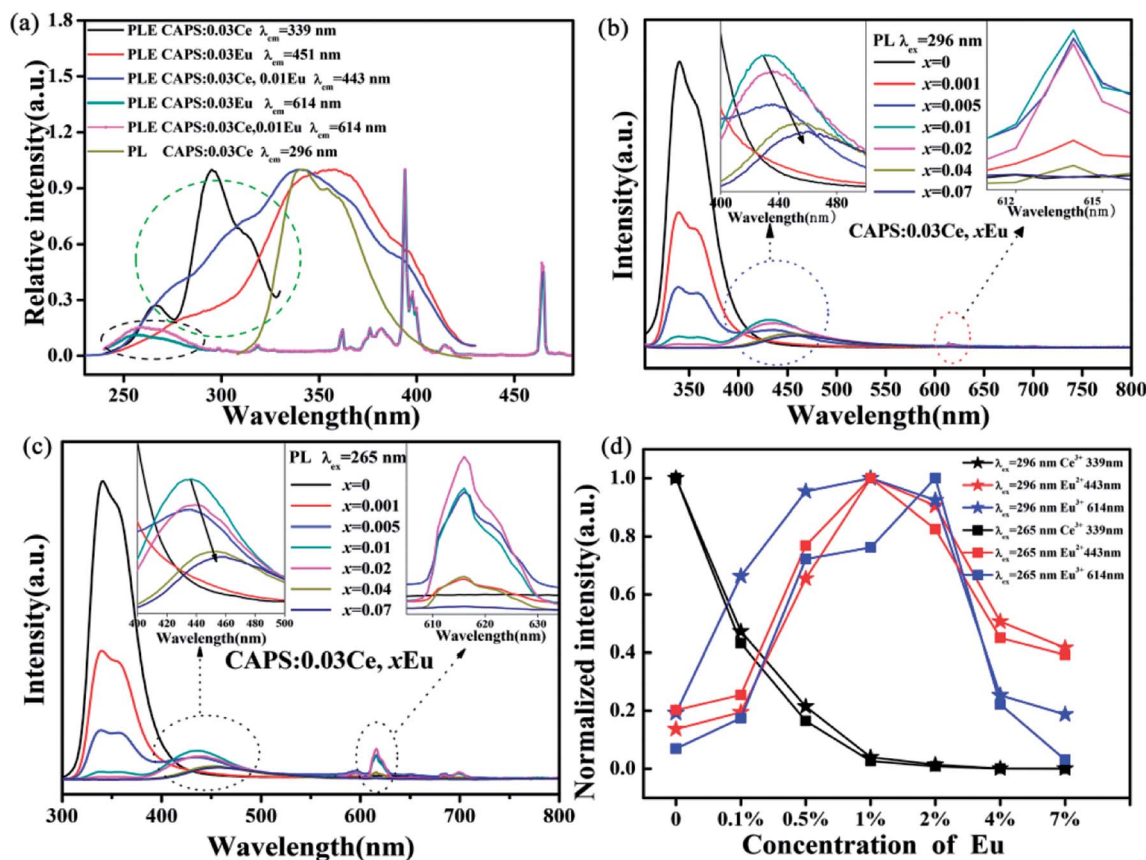 (a)
1.8
1.5
1.2
0.9
0.6
0.3
0.0
Relative intensity(a.u.)
PLE CAPS:0.03Ce λcm=339 nm
PLE CAPS:0.03Eu λcm=451 nm
PLE CAPS:0.03Ce, 0.01Eu λcm=443 nm
PLE CAPS:0.03Eu λcm=614 nm
PLE CAPS:0.03Ce,0.01Eu λcm=614 nm
PL CAPS:0.03Ce λcm=296 nm
250 300 350 400 450
Wavelength(nm)
(b)
Intensity(a.u.)
PL λex=296 nm
x=0
x=0.001
x=0.005
x=0.01
x=0.02
x=0.04
x=0.07
400 440 480
Wavelength(nm)
612 615
Wavelength(nm)
CAPS:0.03Ce, xEu
350 400 450 500 550 600 650 700 750 800
Wavelength(nm)
(c)
Intensity(a.u.)
PL λex=265 nm
x=0
x=0.001
x=0.005
x=0.01
x=0.02
x=0.04
x=0.07
400 420 440 460 480 500
Wavelength(nm)
610 620 630
Wavelength(nm)
CAPS:0.03Ce, xEu
300 400 500 600 700 800
Wavelength(nm)
(d)
Normalized intensity(a.u.)
1.0
0.8
0.6
0.4
0.2
0.0
λex=296 nm Ce3+ 339nm
λex=296 nm Eu2+ 443nm
λex=296 nm Eu3+ 614nm
λex=265 nm Ce3+ 339nm
λex=265 nm Eu2+ 443nm
λex=265 nm Eu3+ 614nm
0 0.1% 0.5% 1% 2% 4% 7%
Concentration of Eu